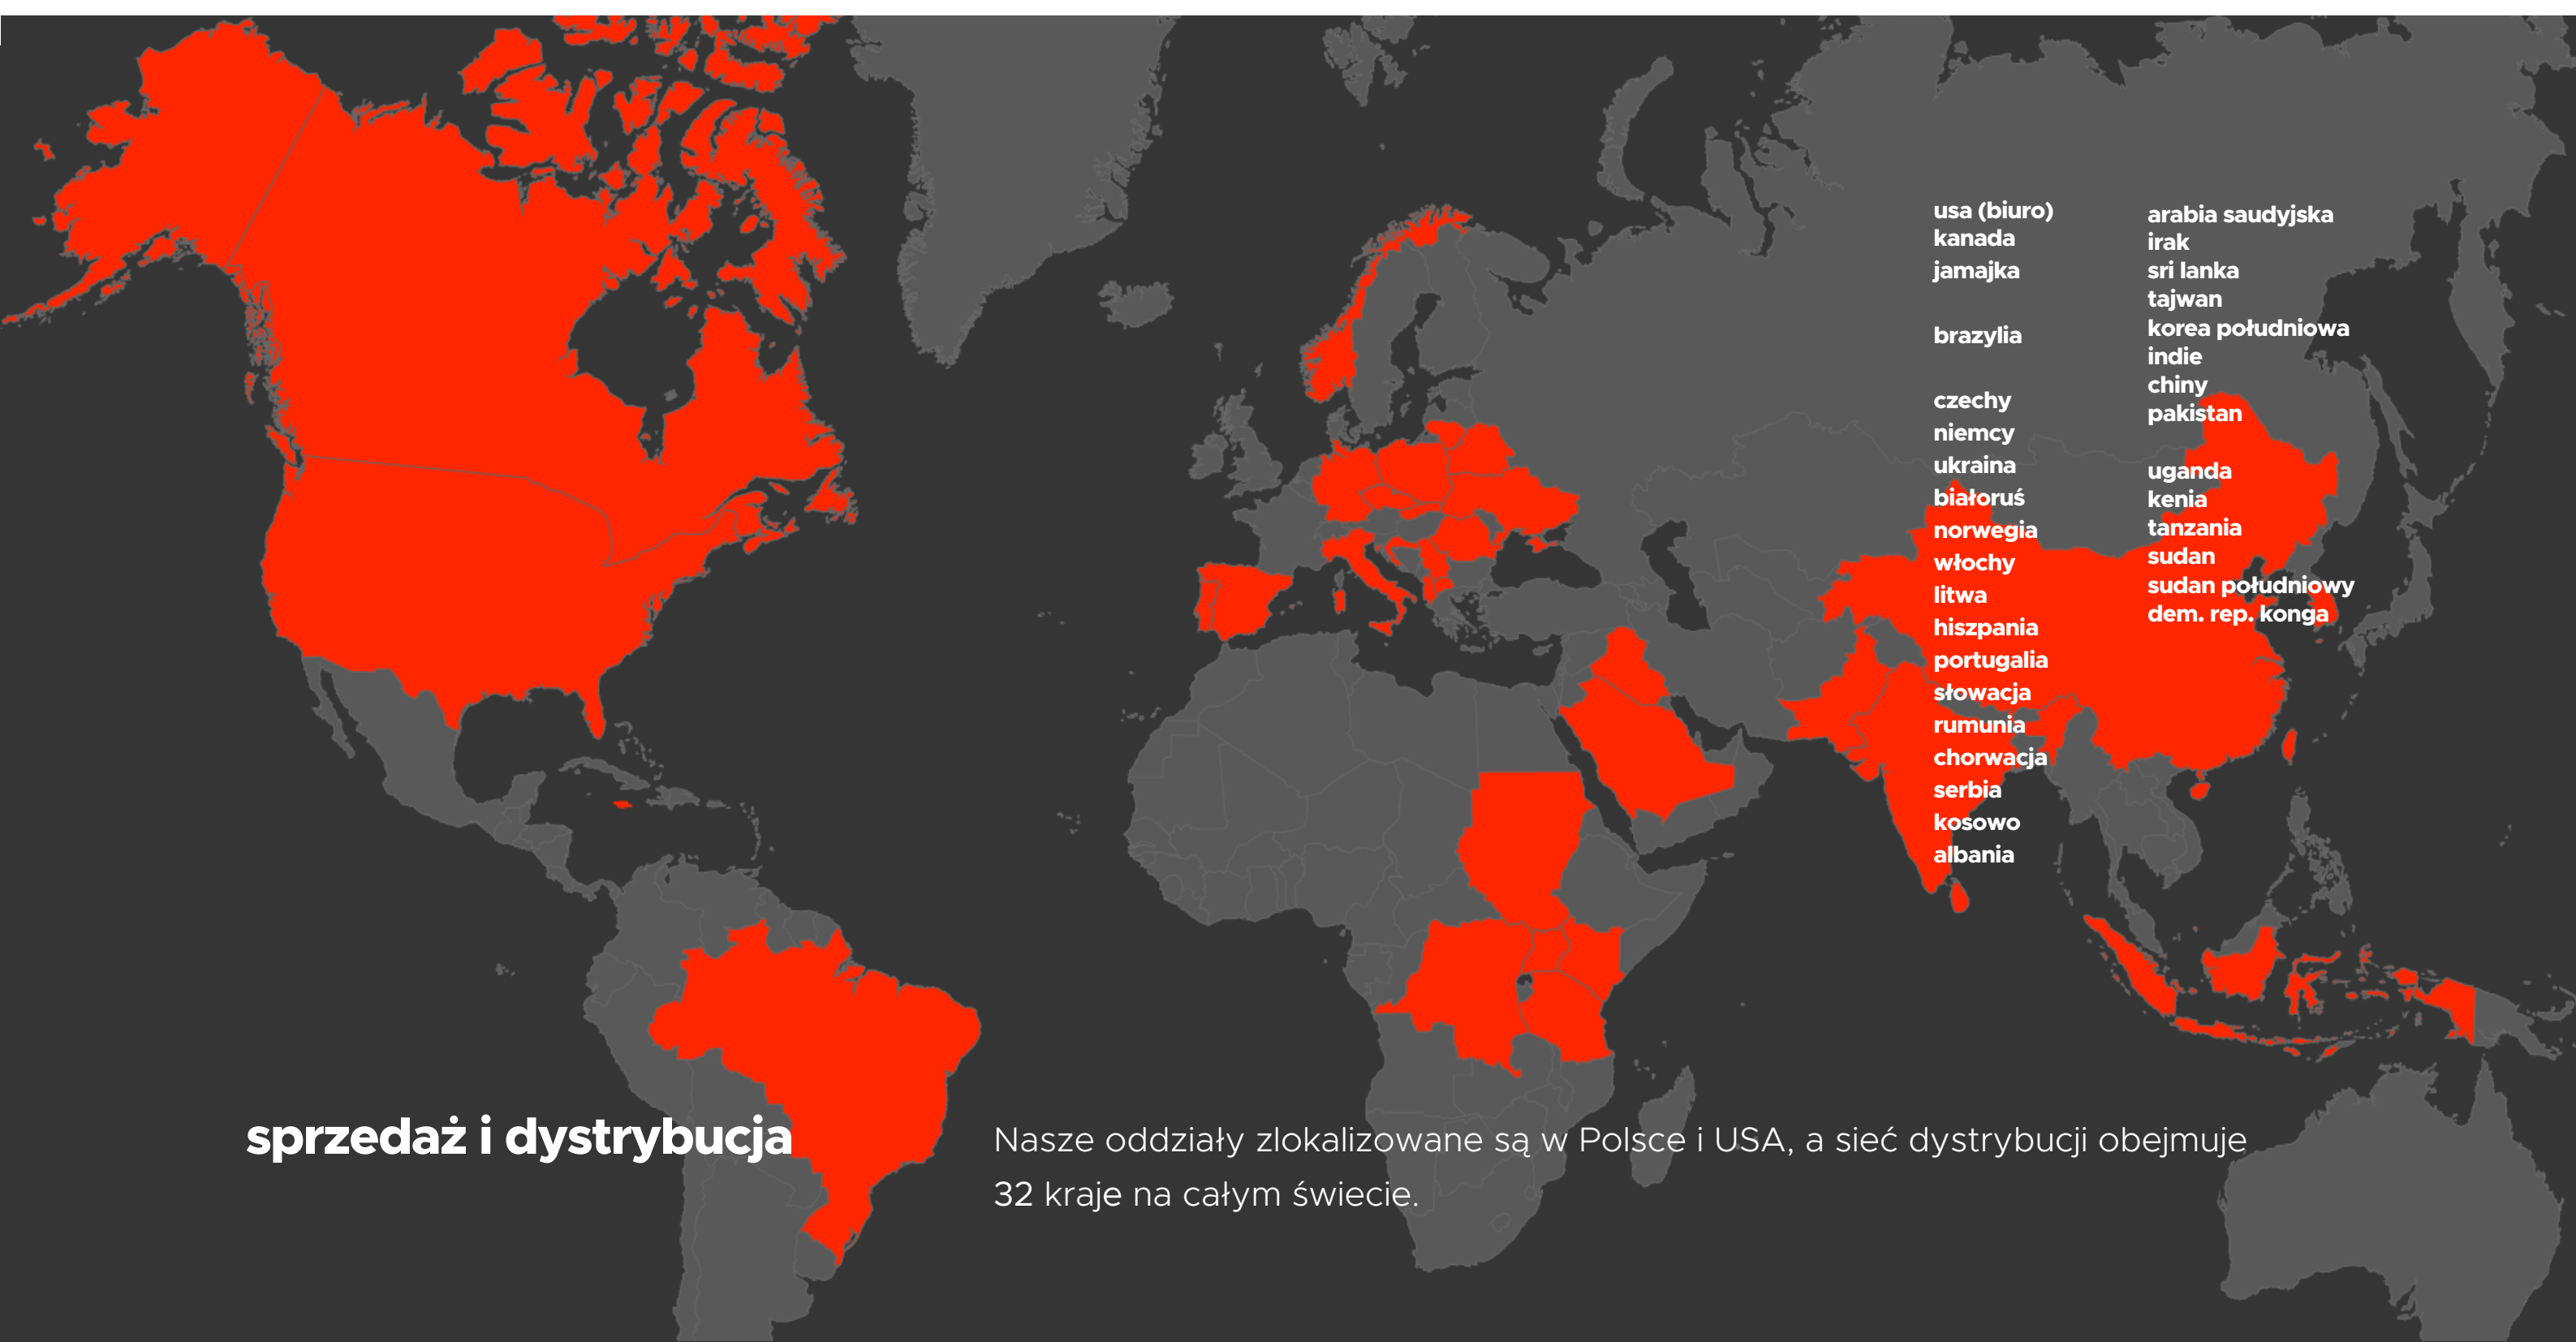 usa (biuro)
kanada
jamajka
brazylia
czechy
niemcy
ukraina
białoruś
norwegia
włochy
litwa
hiszpania
portugalia
słowacja
rumunia
chorwacja
serbia
kosowo
albania
arabia saudyjska
irak
sri lanka
tajwan
korea południowa
indie
chiny
pakistan
uganda
kenia
tanzania
sudan
sudan południowy
dem. rep. konga
sprzedaż i dystrybucja
Nasze oddziały zlokalizowane są w Polsce i USA, a sieć dystrybucji obejmuje
32 kraje na całym świecie.